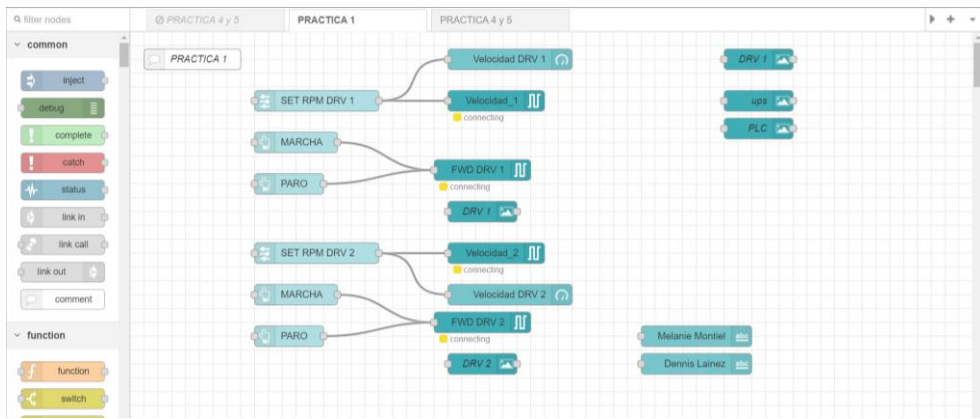 filter nodes
common
inject
debug
complete
catch
status
link in
link call
link out
comment
function
function
switch
PRACTICA 4 y 5
PRACTICA 1
PRACTICA 4 y 5
PRACTICA 1
Velocidad DRV 1
SET RPM DRV 1
Velocidad_1
connecting
MARCHA
FWD DRV 1
connecting
PARO
DRV 1
SET RPM DRV 2
Velocidad_2
connecting
MARCHA
Velocidad DRV 2
FWD DRV 2
connecting
PARO
DRV 2
DRV 1
ups
PLC
Melanie Montiel
abc
Dennis Lainez
abc